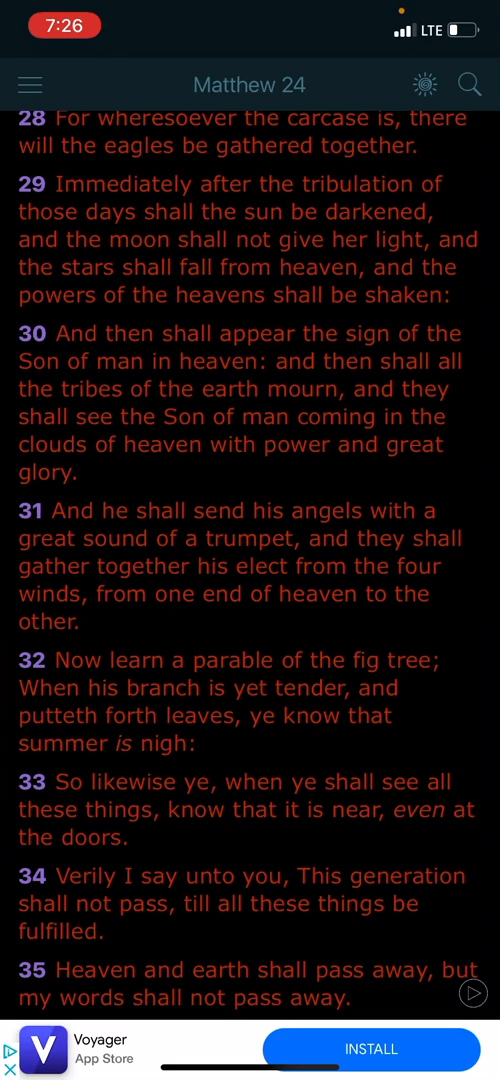 7:26
LTE
Matthew 24
28 For wheresoever the carcase is, there
will the eagles be gathered together.
29 Immediately after the tribulation of
those days shall the sun be darkened,
and the moon shall not give her light, and
the stars shall fall from heaven, and the
powers of the heavens shall be shaken:
30 And then shall appear the sign of the
Son of man in heaven: and then shall all
the tribes of the earth mourn, and they
shall see the Son of man coming in the
clouds of heaven with power and great
glory.
31 And he shall send his angels with a
great sound of a trumpet, and they shall
gather together his elect from the four
winds, from one end of heaven to the
other.
32 Now learn a parable of the fig tree;
When his branch is yet tender, and
putteth forth leaves, ye know that
summer is nigh:
33 So likewise ye, when ye shall see all
these things, know that it is near, even at
the doors.
34 Verily I say unto you, This generation
shall not pass, till all these things be
fulfilled.
35 Heaven and earth shall pass away, but
my words shall not pass away.
Voyager
App Store
INSTALL